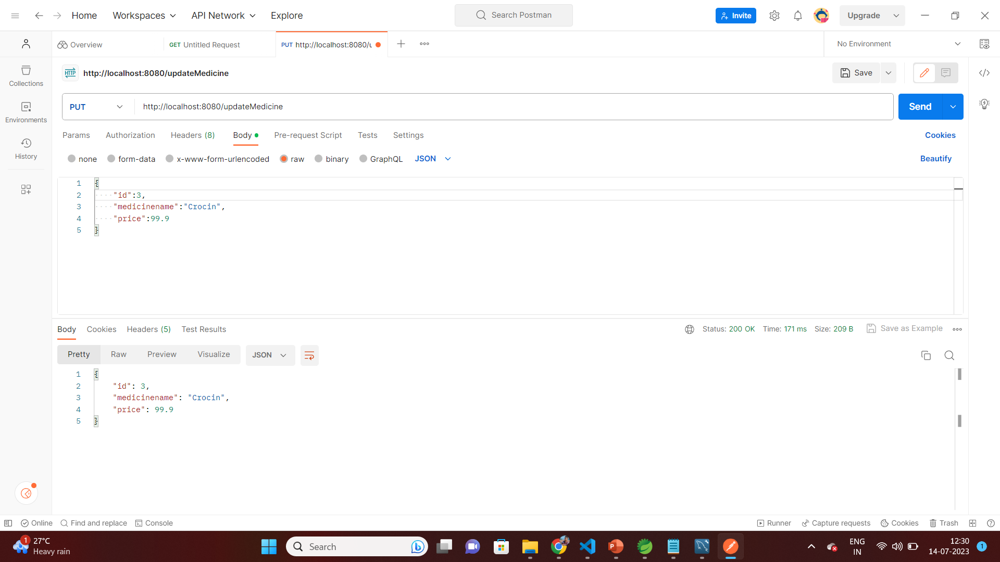 Home Workspaces API Network Explore Search Postman Invite Upgrade
Overview GET Untitled Request PUT http://localhost:8080/u No Environment
HTTP http://localhost:8080/updateMedicine Save
Collections
Environments
History
PUT http://localhost:8080/updateMedicine Send
Params Authorization Headers (8) Body Pre-request Script Tests Settings Cookies
none form-data x-www-form-urlencoded raw binary GraphQL JSON Beautify
1 {
2 "id":3,
3 "medicinename":"Crocin",
4 "price":99.9
5 }
Body Cookies Headers (5) Test Results Status: 200 OK Time: 171 ms Size: 209 B Save as Example
Pretty Raw Preview Visualize JSON
1 {
2 "id": 3,
3 "medicinename": "Crocin",
4 "price": 99.9
5 }
Online Find and replace Console Runner Capture requests Cookies Trash
1 27°C
Heavy rain
Search
ENG
IN
12:30
14-07-2023
1